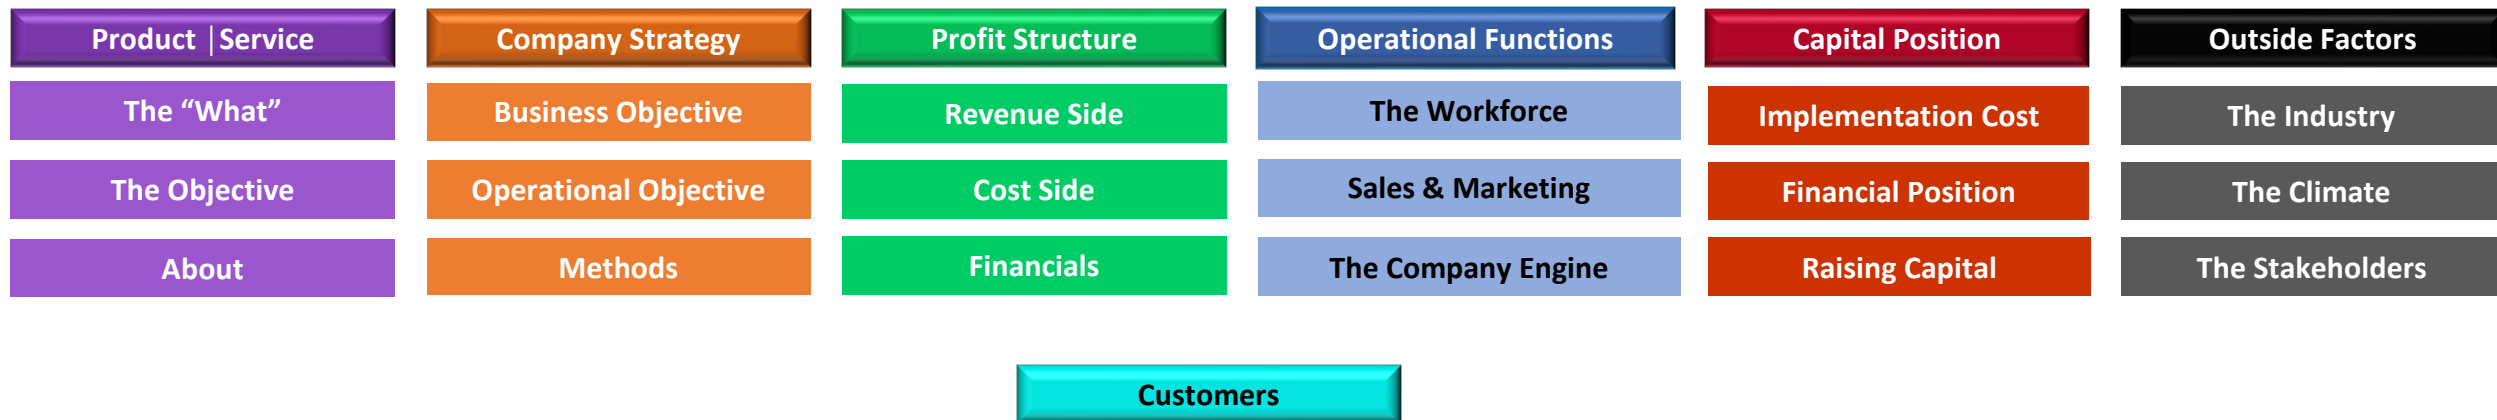 Product |Service
Company Strategy
Profit Structure
Operational Functions
Capital Position
Outside Factors
The “What”
Business Objective
Revenue Side
The Workforce
Implementation Cost
The Industry
The Objective
Operational Objective
Cost Side
Sales & Marketing
Financial Position
The Climate
About
Methods
Financials
The Company Engine
Raising Capital
The Stakeholders
Customers